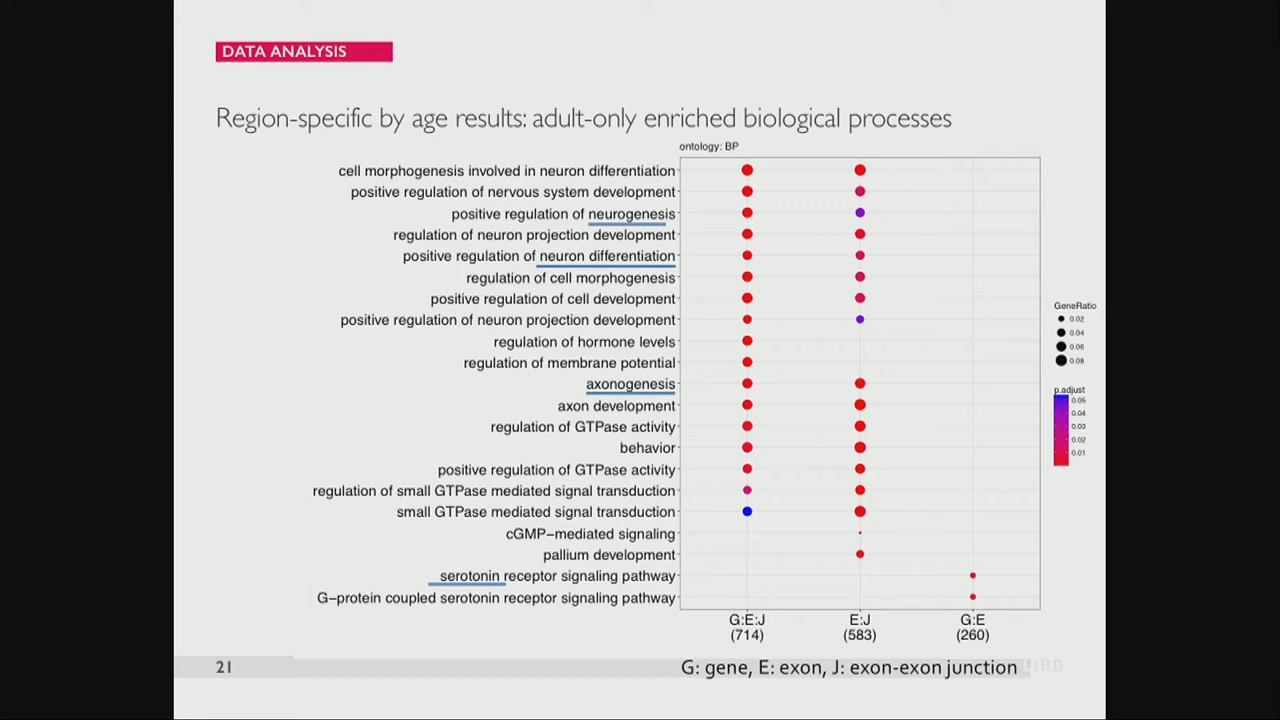 DATA ANALYSIS
Region-specific by age results: adult-only enriched biological processes
ontology: BP
cell morphogenesis involved in neuron differentiation
positive regulation of nervous system development
positive regulation of neurogenesis
regulation of neuron projection development
positive regulation of neuron differentiation
regulation of cell morphogenesis
positive regulation of cell development
positive regulation of neuron projection development
regulation of hormone levels
regulation of membrane potential
axonogenesis
axon development
regulation of GTPase activity
behavior
positive regulation of GTPase activity
regulation of small GTPase mediated signal transduction
small GTPase mediated signal transduction
cGMP−mediated signaling
pallium development
serotonin receptor signaling pathway
G−protein coupled serotonin receptor signaling pathway
GeneRatio
0.02
0.04
0.06
0.08
p.adjust
0.05
0.04
0.03
0.02
0.01
G:E:J E:J G:E
(714) (583) (260)
21
G: gene, E: exon, J: exon-exon junction